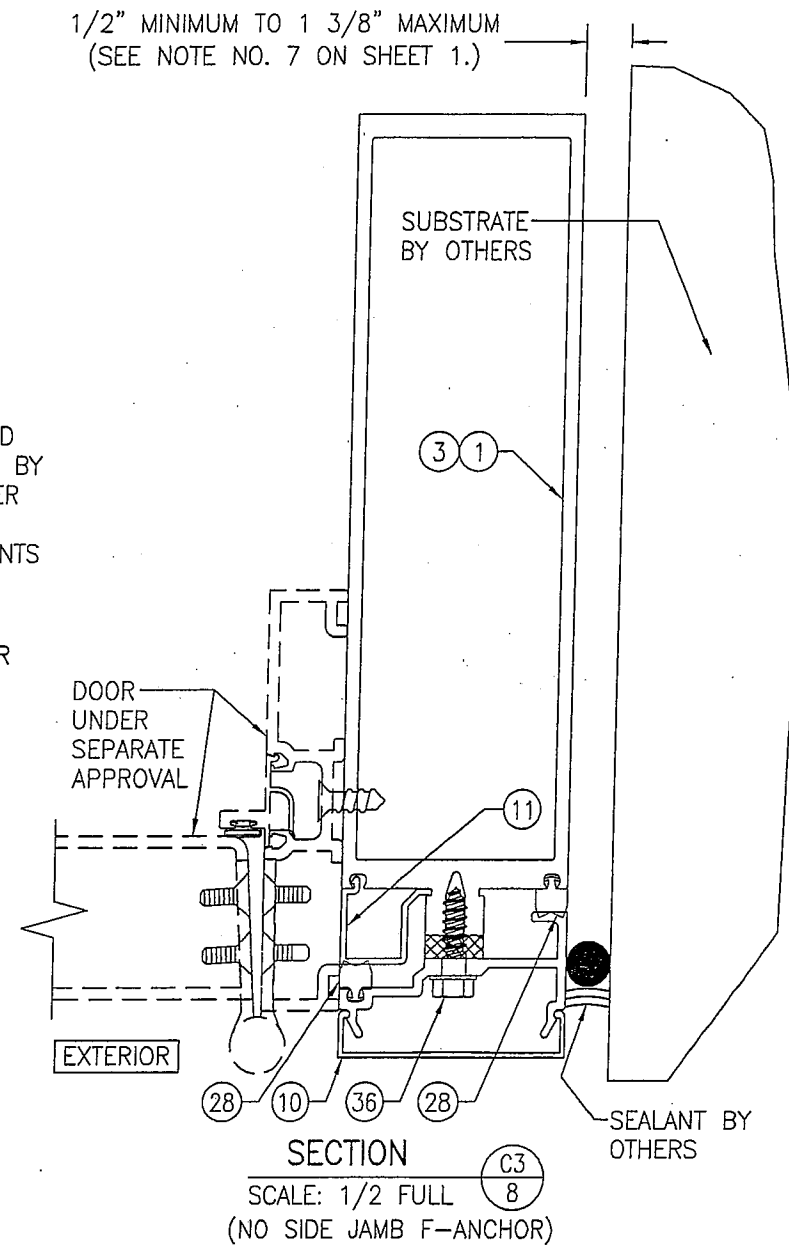 1/2" MINIMUM TO 1 3/8" MAXIMUM
(SEE NOTE NO. 7 ON SHEET 1.)
SUBSTRATE
BY OTHERS
3 1
D
BY
ER
NTS
R
DOOR
UNDER
SEPARATE
APPROVAL
11
EXTERIOR
28 10 36 28
SEALANT BY
OTHERS
SECTION
C3
8
SCALE: 1/2 FULL
(NO SIDE JAMB F-ANCHOR)